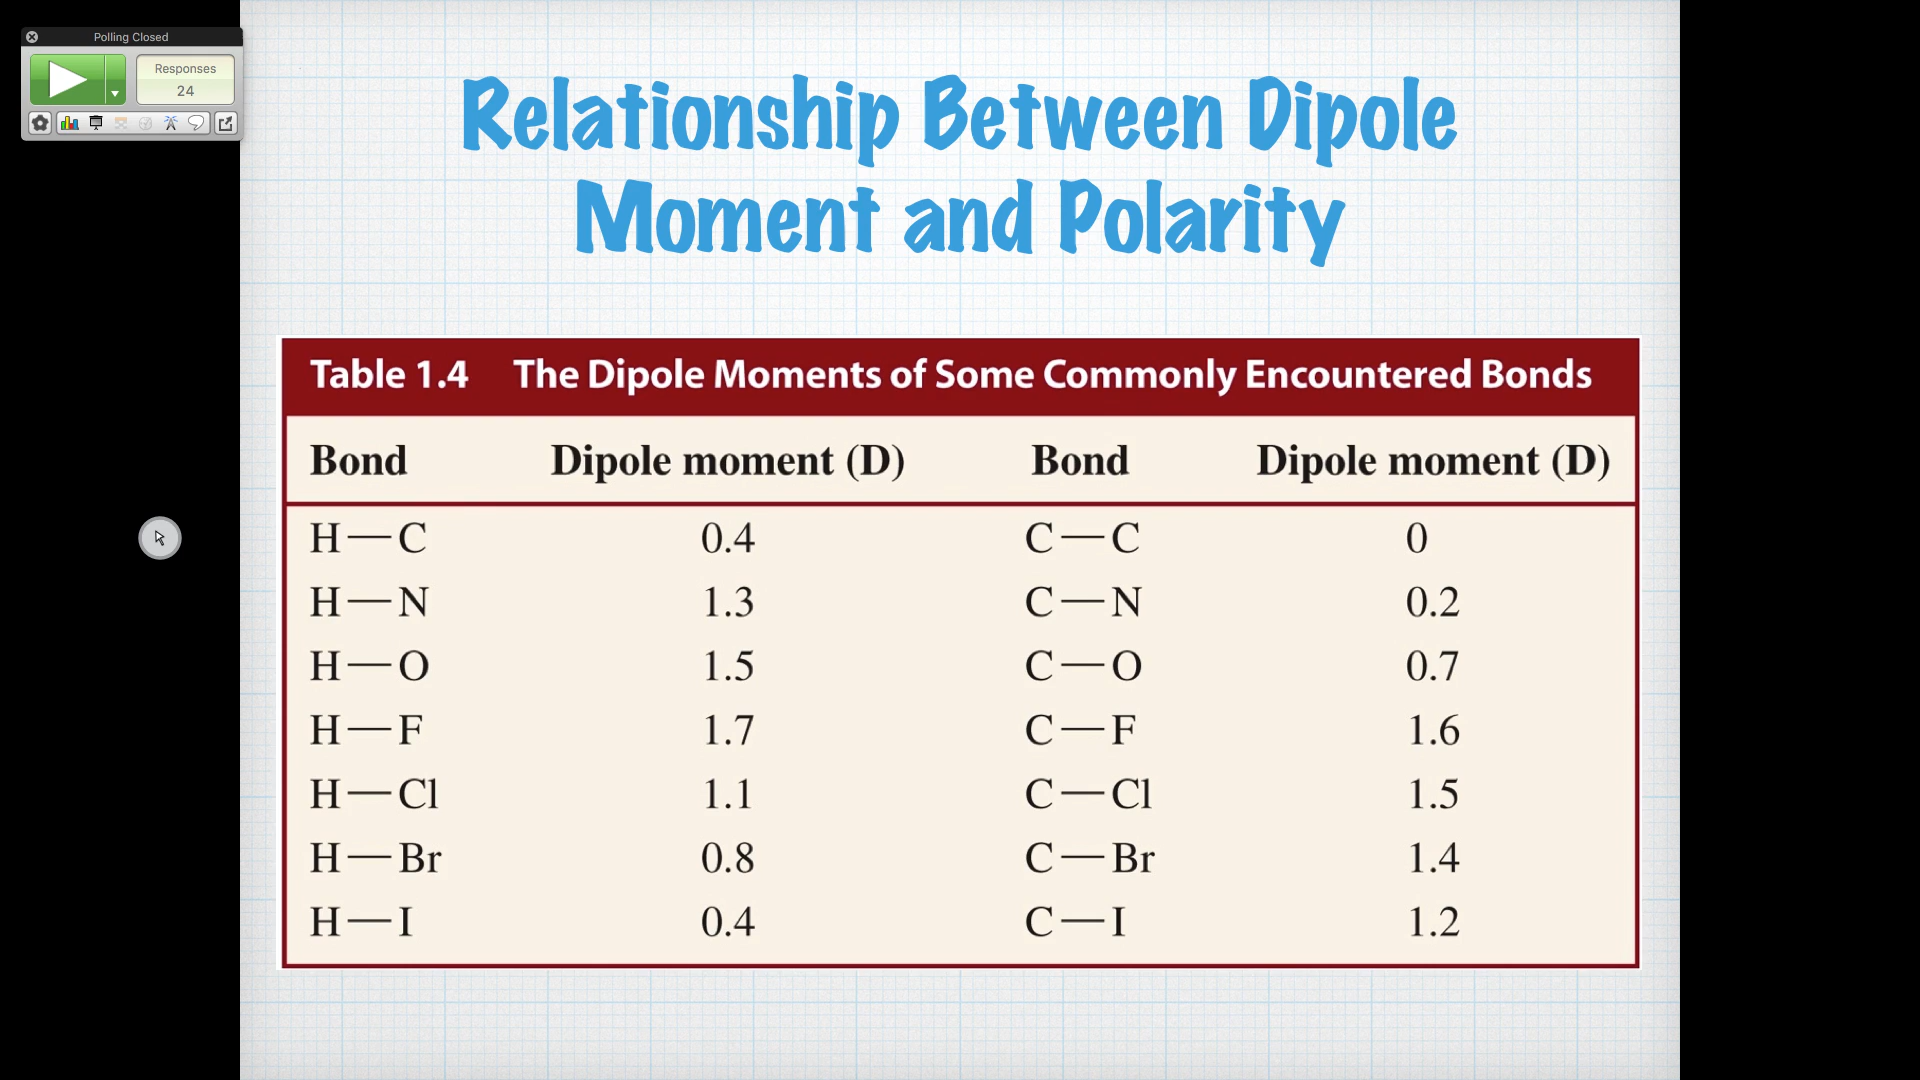 Polling Closed
Responses
24
Relationship Between Dipole
Moment and Polarity
Table 1.4 The Dipole Moments of Some Commonly Encountered Bonds
Bond Dipole moment (D) Bond Dipole moment (D)
H—C 0.4 C—C 0
H—N 1.3 C—N 0.2
H—O 1.5 C—O 0.7
H—F 1.7 C—F 1.6
H—Cl 1.1 C—Cl 1.5
H—Br 0.8 C—Br 1.4
H—I 0.4 C—I 1.2